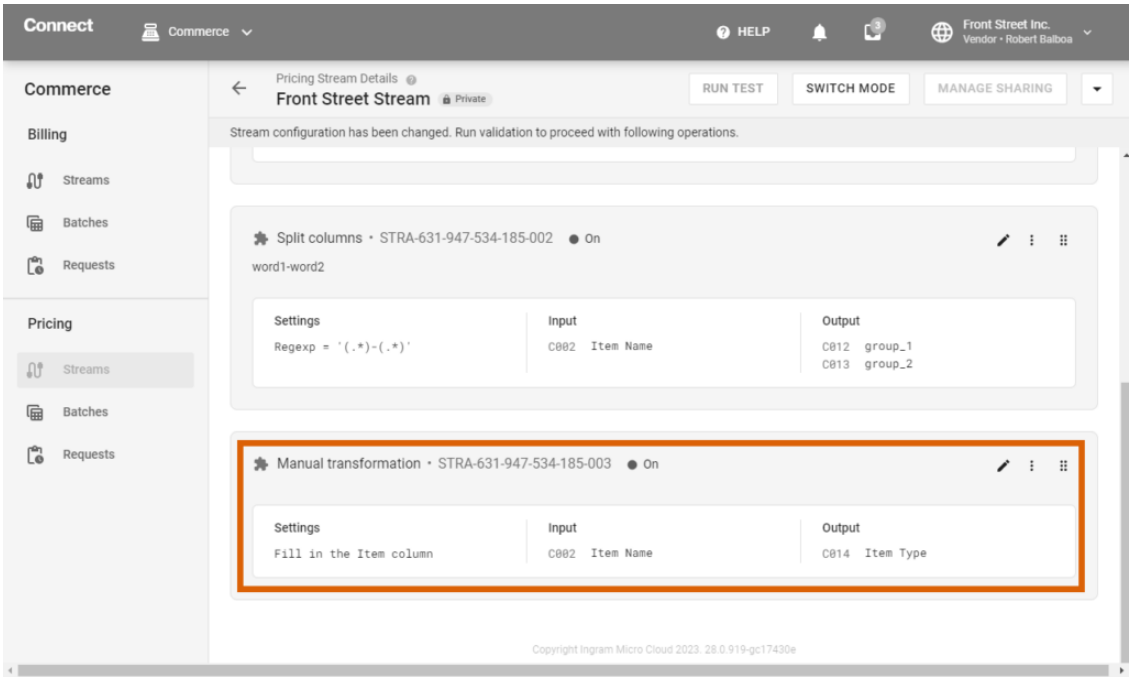 Connect
Commerce
HELP
3
Front Street Inc.
Vendor • Robert Balboa
Commerce
Pricing Stream Details
Front Street Stream Private
RUN TEST
SWITCH MODE
MANAGE SHARING
Billing
Stream configuration has been changed. Run validation to proceed with following operations.
Streams
Batches
Requests
Pricing
Streams
Batches
Requests
Split columns • STRA-631-947-534-185-002 On
word1-word2
Settings
Regexp = '(.*)-(.*)'
Input
C002 Item Name
Output
C012 group_1
C013 group_2
Manual transformation • STRA-631-947-534-185-003 On
Settings
Fill in the Item column
Input
C002 Item Name
Output
C014 Item Type
Copyright Ingram Micro Cloud 2023. 28.0.919-gc17430e